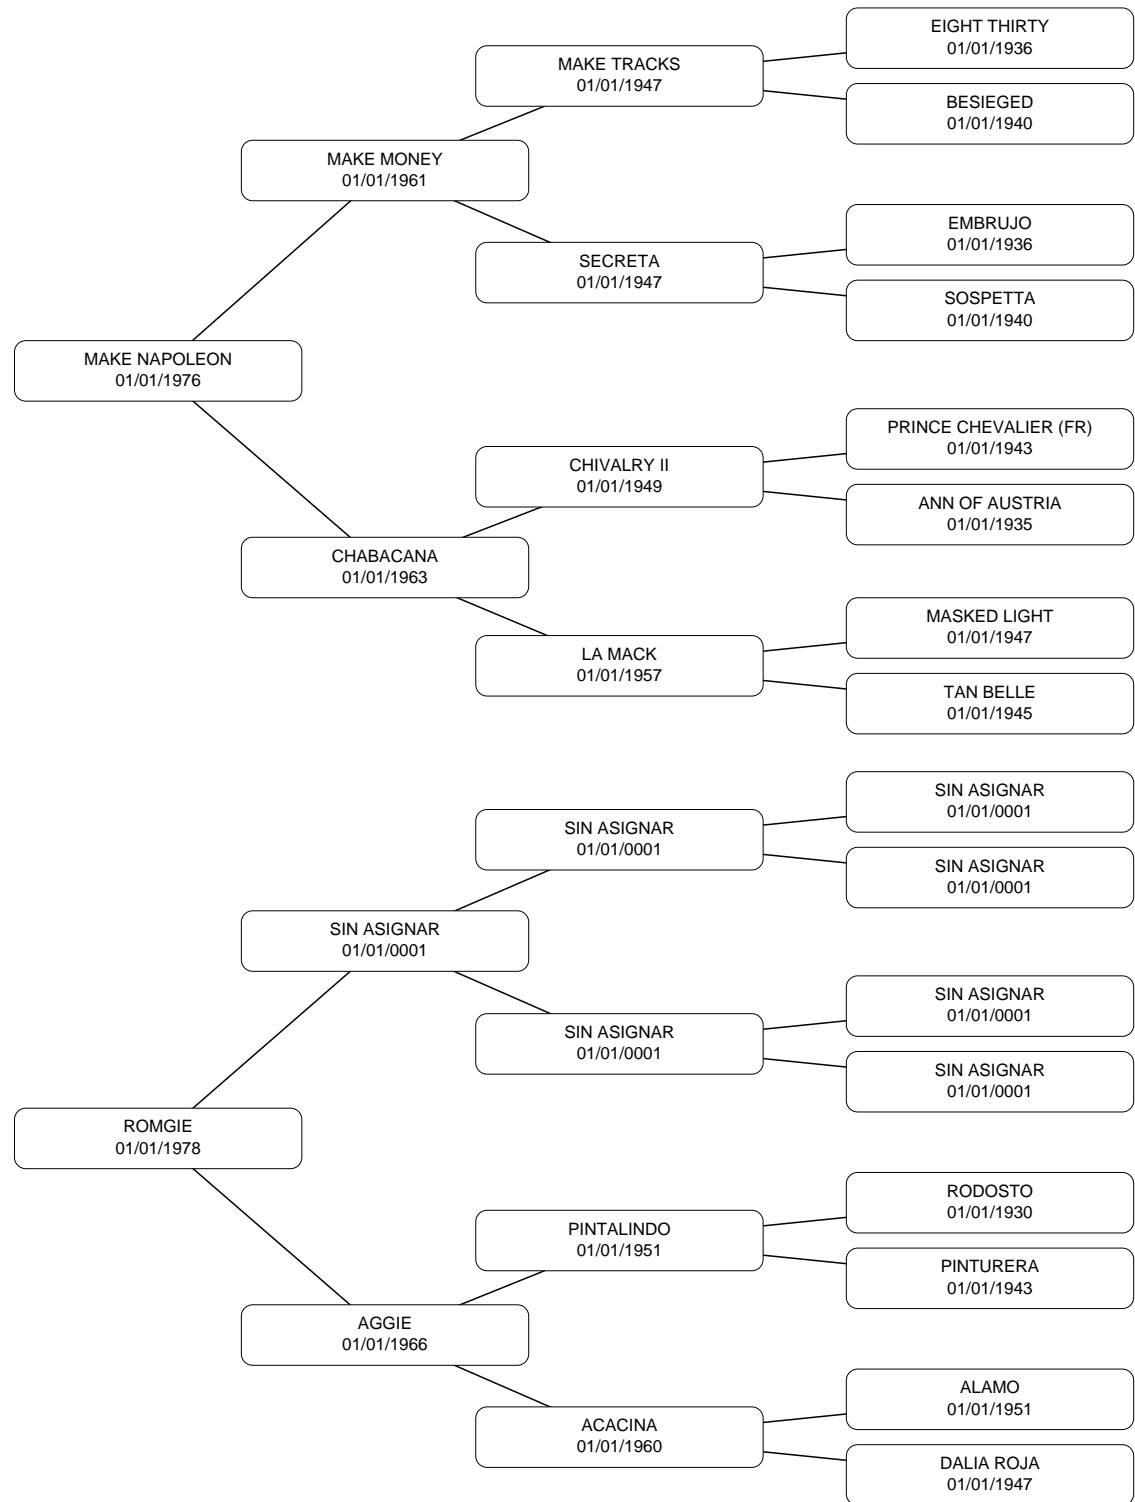 EIGHT THIRTY
01/01/1936
MAKE TRACKS
01/01/1947
BESIEGED
01/01/1940
MAKE MONEY
01/01/1961
EMBRUJO
01/01/1936
SECRETA
01/01/1947
SOSPETTA
01/01/1940
MAKE NAPOLEON
01/01/1976
PRINCE CHEVALIER (FR)
01/01/1943
CHIVALRY II
01/01/1949
ANN OF AUSTRIA
01/01/1935
CHABACANA
01/01/1963
MASKED LIGHT
01/01/1947
LA MACK
01/01/1957
TAN BELLE
01/01/1945
SIN ASIGNAR
01/01/0001
SIN ASIGNAR
01/01/0001
SIN ASIGNAR
01/01/0001
SIN ASIGNAR
01/01/0001
SIN ASIGNAR
01/01/0001
SIN ASIGNAR
01/01/0001
SIN ASIGNAR
01/01/0001
ROMGIE
01/01/1978
RODOSTO
01/01/1930
PINTALINDO
01/01/1951
PINTURERA
01/01/1943
AGGIE
01/01/1966
ALAMO
01/01/1951
ACACINA
01/01/1960
DALIA ROJA
01/01/1947